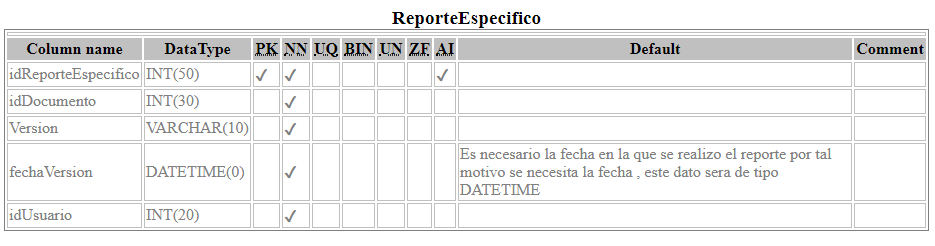 ReporteEspecifico
Column name DataType PK NN UQ BIN UN ZF AI Default Comment
idReporteEspecifico INT(50) ✓ ✓ ✓
idDocumento INT(30) ✓
Version VARCHAR(10) ✓
fechaVersion DATETIME(0) ✓ Es necesario la fecha en la que se realizo el reporte por tal
motivo se necesita la fecha , este dato sera de tipo
DATETIME
idUsuario INT(20) ✓